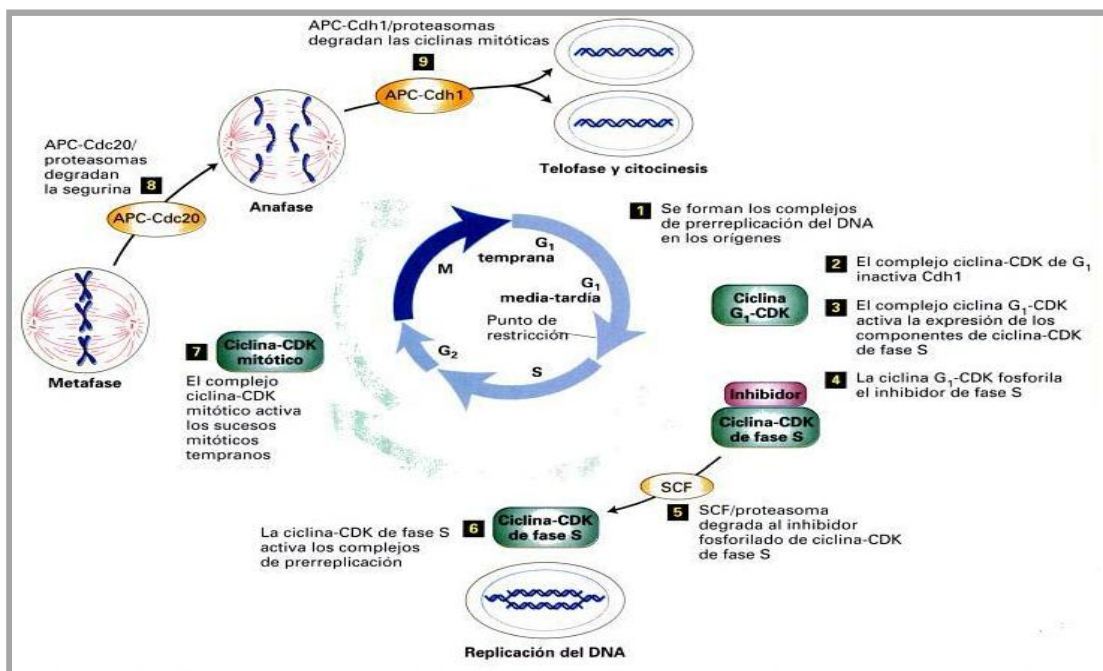 APC-Cdh1/proteasomas
degradan las ciclinas mitóticas
9
APC-Cdh1
Telofase y citocinesis
APC-Cdc20/
proteasomas
degradan
la segurina
8
APC-Cdc20
Anafase
Metafase
1 Se forman los complejos
de prerreplicación del DNA
en los orígenes
2 El complejo ciclina-CDK de G1
inactiva Cdh1
Ciclina
G1-CDK
3 El complejo ciclina G1-CDK
activa la expresión de los
componentes de ciclina-CDK
de fase S
4 La ciclina G1-CDK fosforila
el inhibidor de fase S
Inhibidor
Ciclina-CDK
de fase S
SCF
5 SCF/proteasoma
degrada al inhibidor
fosforilado de ciclina-CDK
de fase S
M
G1
temprana
G1
media-tardía
Punto de
restricción
S
G2
7 Ciclina-CDK
mitótico
El complejo
ciclina-CDK
mitótico activa
los sucesos
mitóticos
tempranos
La ciclina-CDK de fase S
activa los complejos
de prerreplicación
6 Ciclina-CDK
de fase S
Replicación del DNA